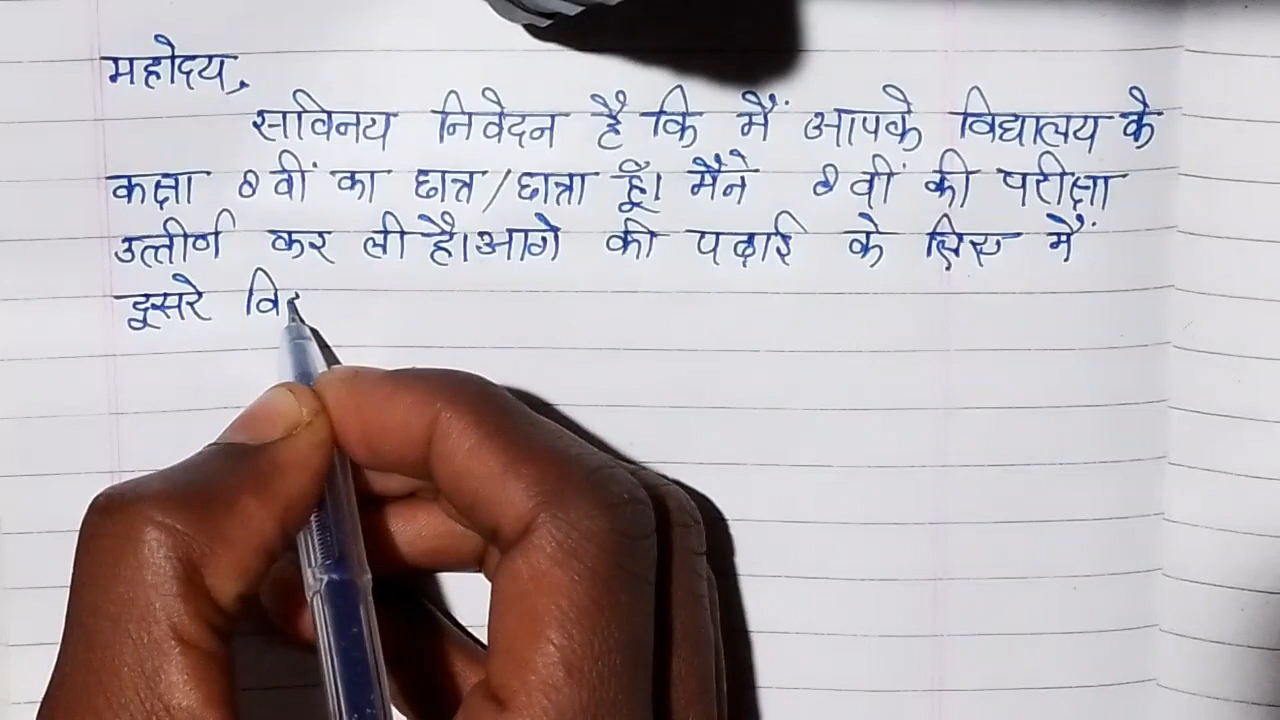 महोदय,
सविनय निवेदन है कि मैं आपके विद्यालय के
कक्षा 8वीं का छात्र/छात्रा हूँ। मैंने 8वीं की परीक्षा
उत्तीर्ण कर ली है। आगे की पढ़ाई के लिए मैं
दूसरे